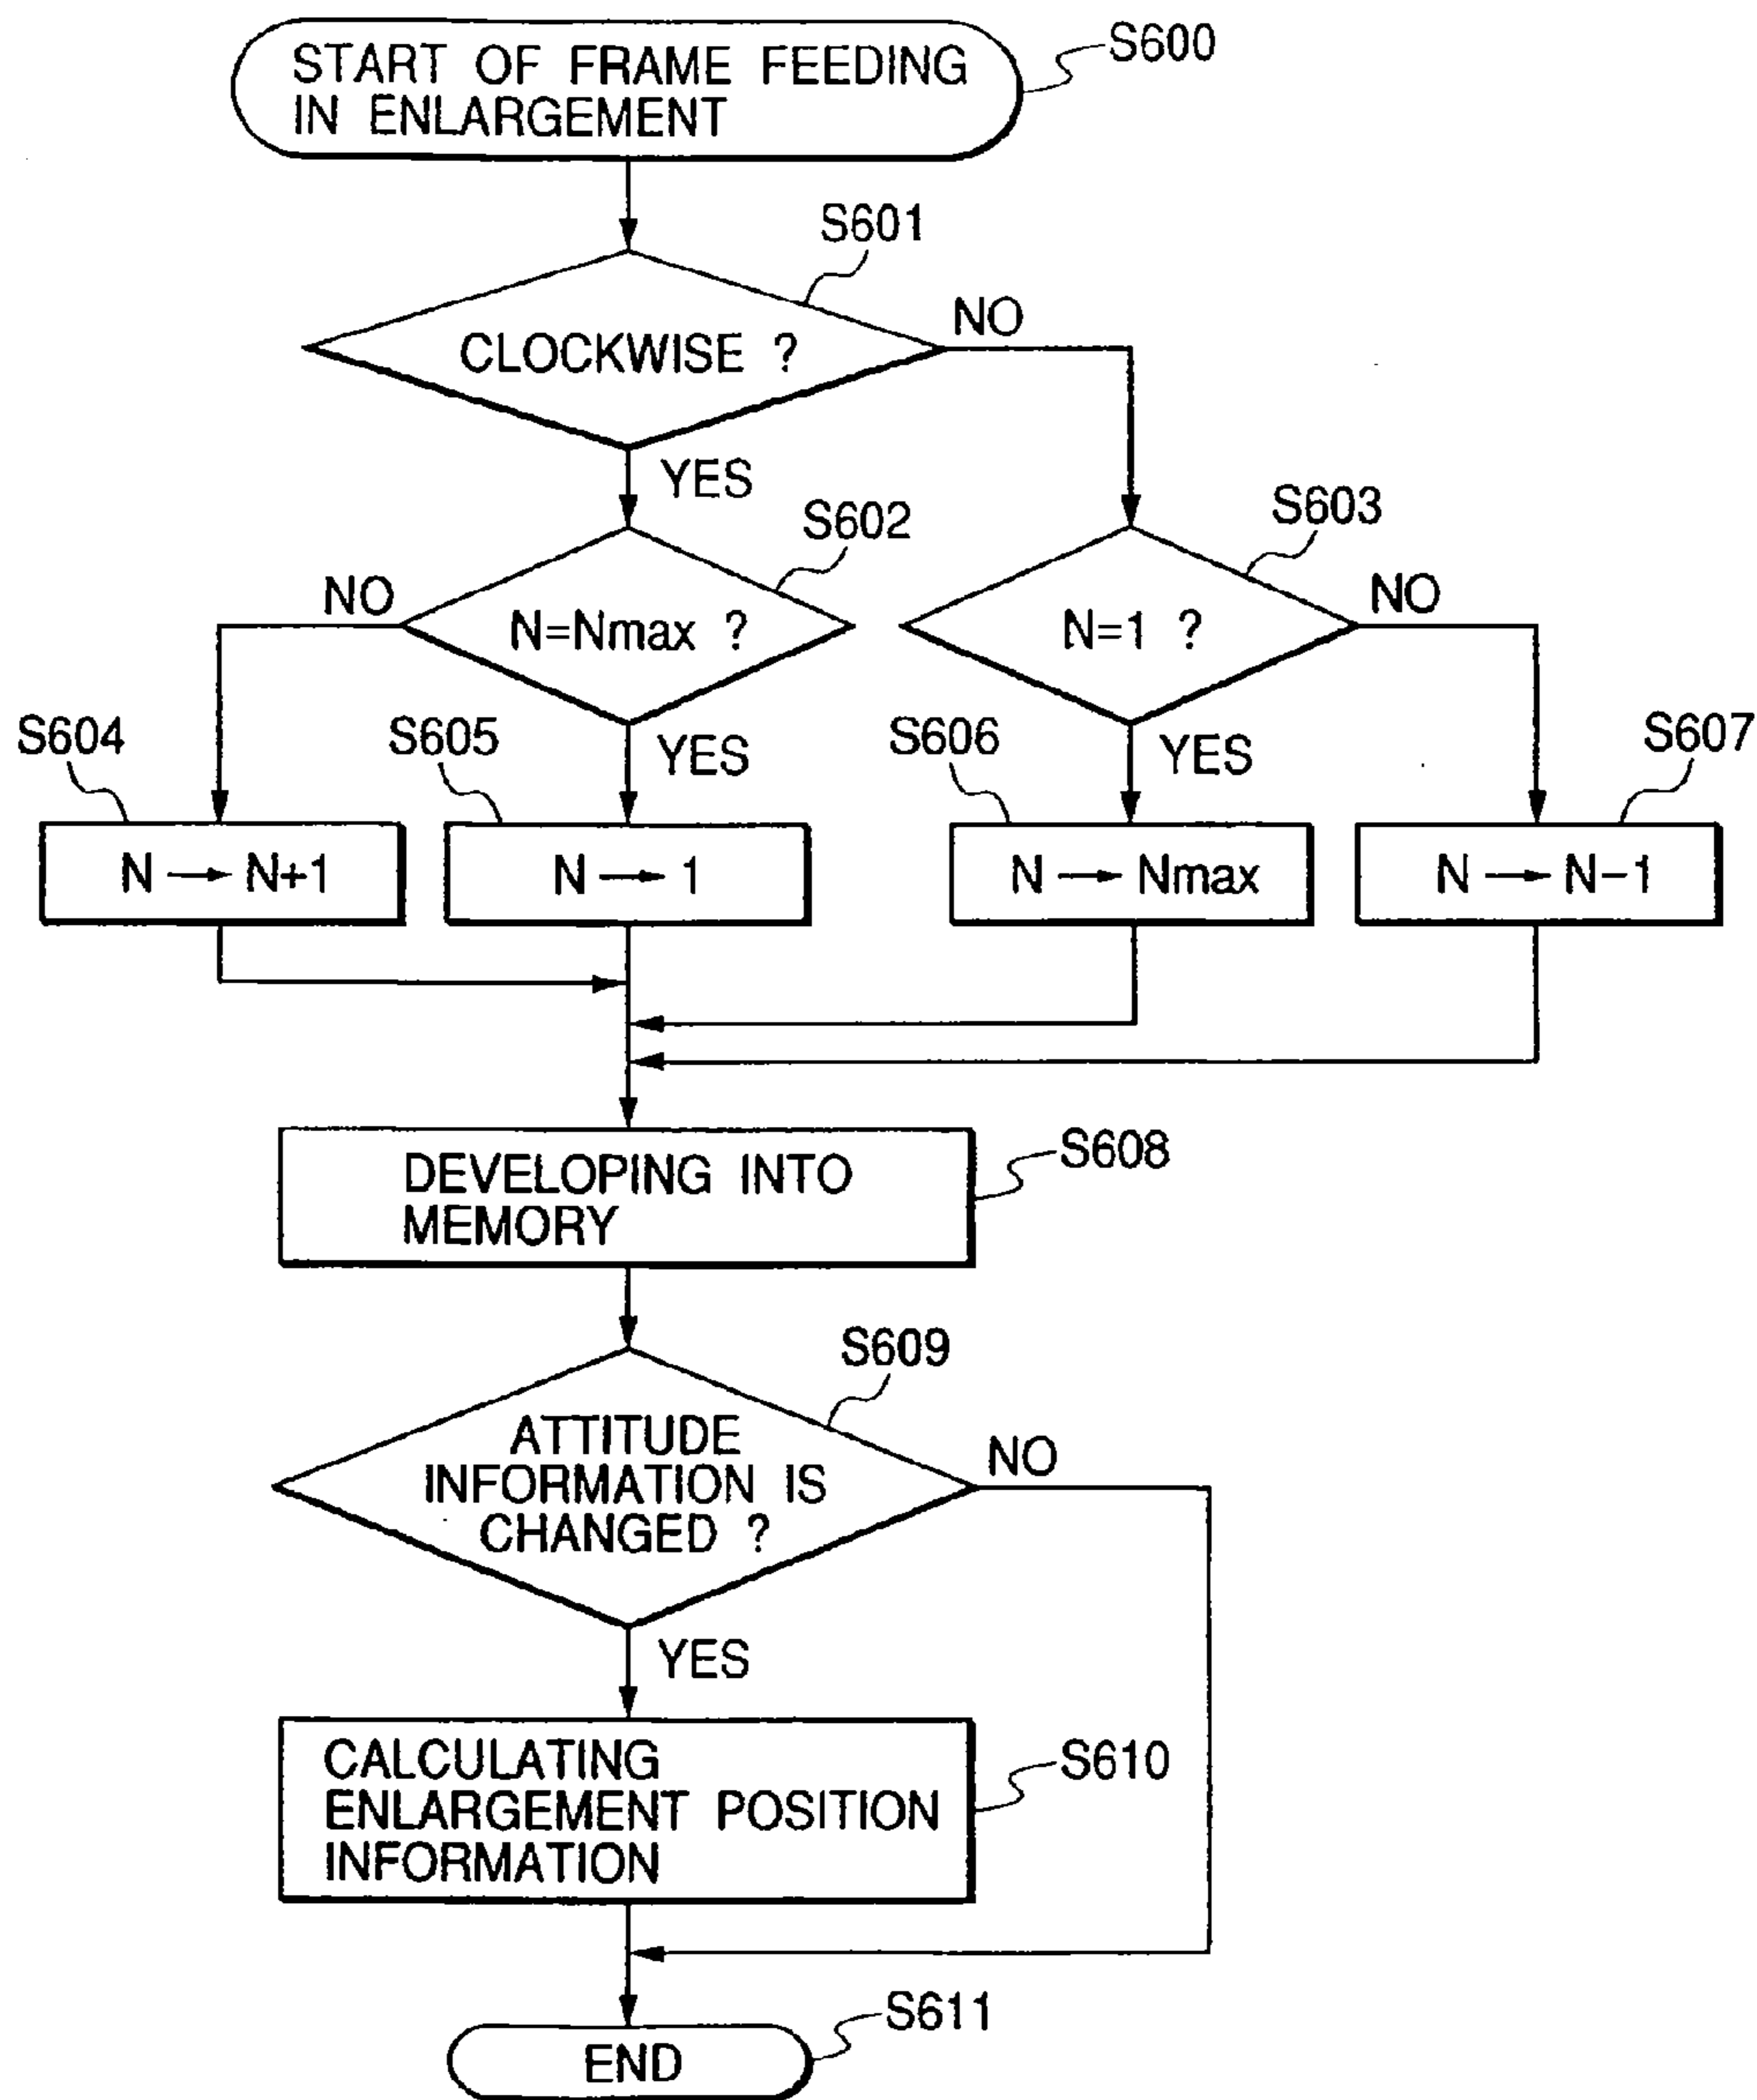 START OF FRAME FEEDING
IN ENLARGEMENT
S600
S601
CLOCKWISE ?
NO
YES
S602
S603
NO
N=Nmax ?
N=1 ?
NO
S604
S605
YES
S606
YES
S607
N → N+1
N → 1
N → Nmax
N → N−1
DEVELOPING INTO
MEMORY
S608
S609
ATTITUDE
INFORMATION IS
CHANGED ?
NO
YES
CALCULATING
ENLARGEMENT POSITION
INFORMATION
S610
S611
END